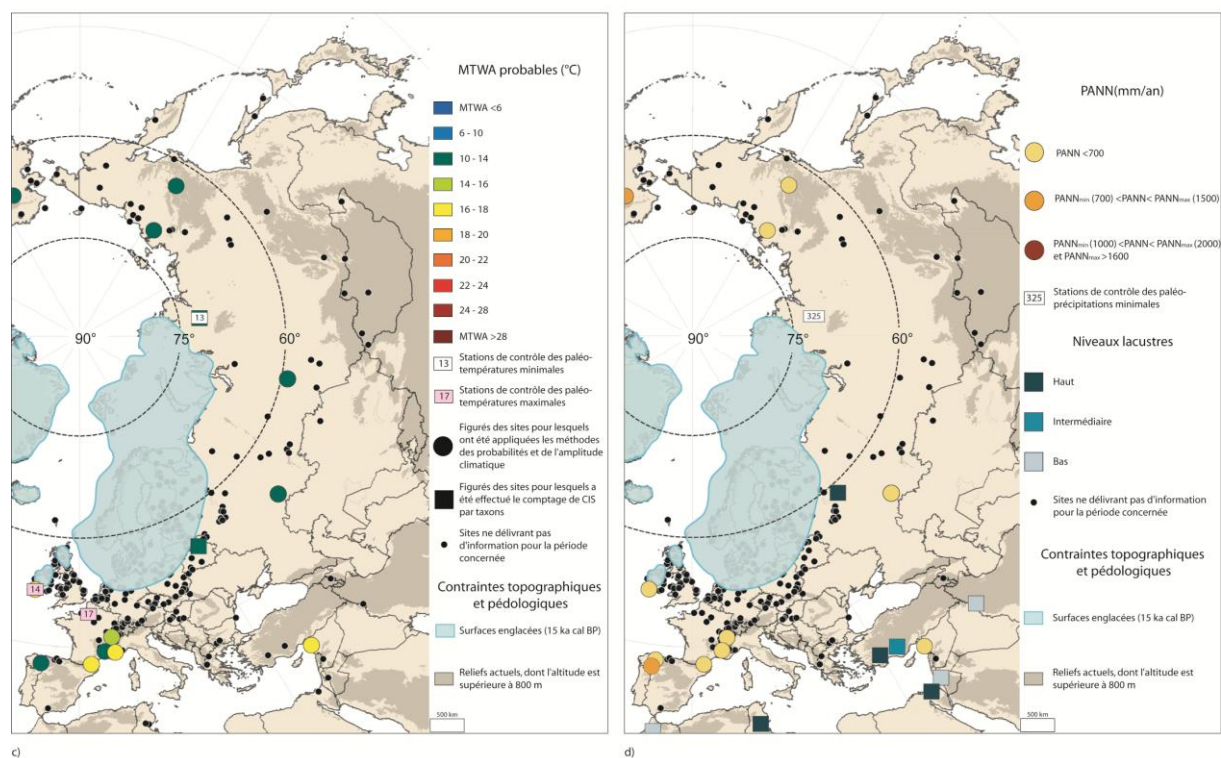 MTWA probables (°C)
MTWA <6
6 - 10
10 - 14
14 - 16
16 - 18
18 - 20
20 - 22
22 - 24
24 - 28
MTWA >28
13
Stations de contrôle des paléo-
températures minimales
17
Stations de contrôle des paléo-
températures maximales
Figurés des sites pour lesquels
ont été appliquées les méthodes
des probabilités et de l'amplitude
climatique
Figurés des sites pour lesquels a
été effectué le comptage de CIS
par taxons
Sites ne délivrant pas
d'information pour la période
concernée
Contraintes topographiques
et pédologiques
Surfaces englacées (15 ka cal BP)
Reliefs actuels, dont l'altitude est
supérieure à 800 m
500 km
13
90°
75°
60°
14
17
c)
PANN(mm/an)
PANN <700
PANNmin (700) <PANN< PANNmax (1500)
PANNmin (1000) <PANN< PANNmax (2000)
et PANNmax >1600
325
Stations de contrôle des paléo-
précipitations minimales
Niveaux lacustres
Haut
Intermédiaire
Bas
Sites ne délivrant pas d'information
pour la période concernée
Contraintes topographiques
et pédologiques
Surfaces englacées (15 ka cal BP)
Reliefs actuels, dont l'altitude est
supérieure à 800 m
500 km
325
90°
75°
60°
d)